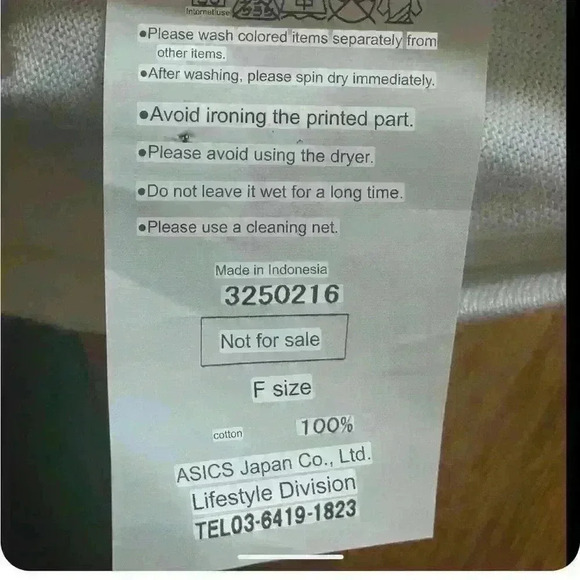 ●Please wash colored items separately from
other items.
●After washing, please spin dry immediately.
●Avoid ironing the printed part.
●Please avoid using the dryer.
●Do not leave it wet for a long time.
●Please use a cleaning net.
Made in Indonesia
3250216
Not for sale
F size
cotton 100%
ASICS Japan Co., Ltd.
Lifestyle Division
TEL03-6419-1823